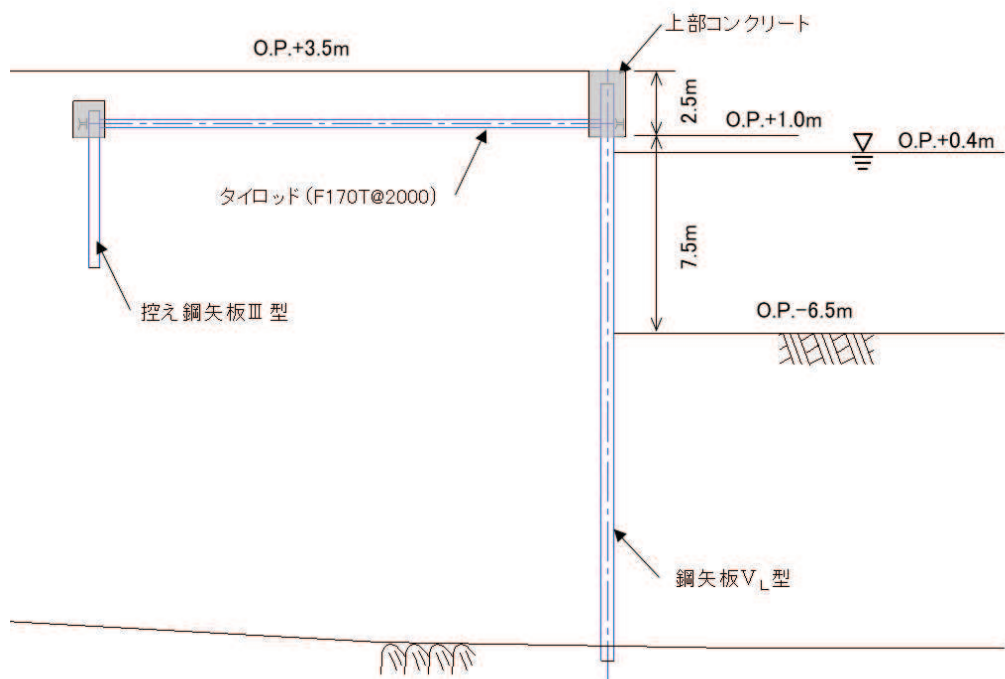 上部コンクリート
O.P.+3.5m
2.5m
O.P.+1.0m
O.P.+0.4m
タイロッド（F170T@2000）
7.5m
控え鋼矢板Ⅲ型
O.P.-6.5m
鋼矢板VL型